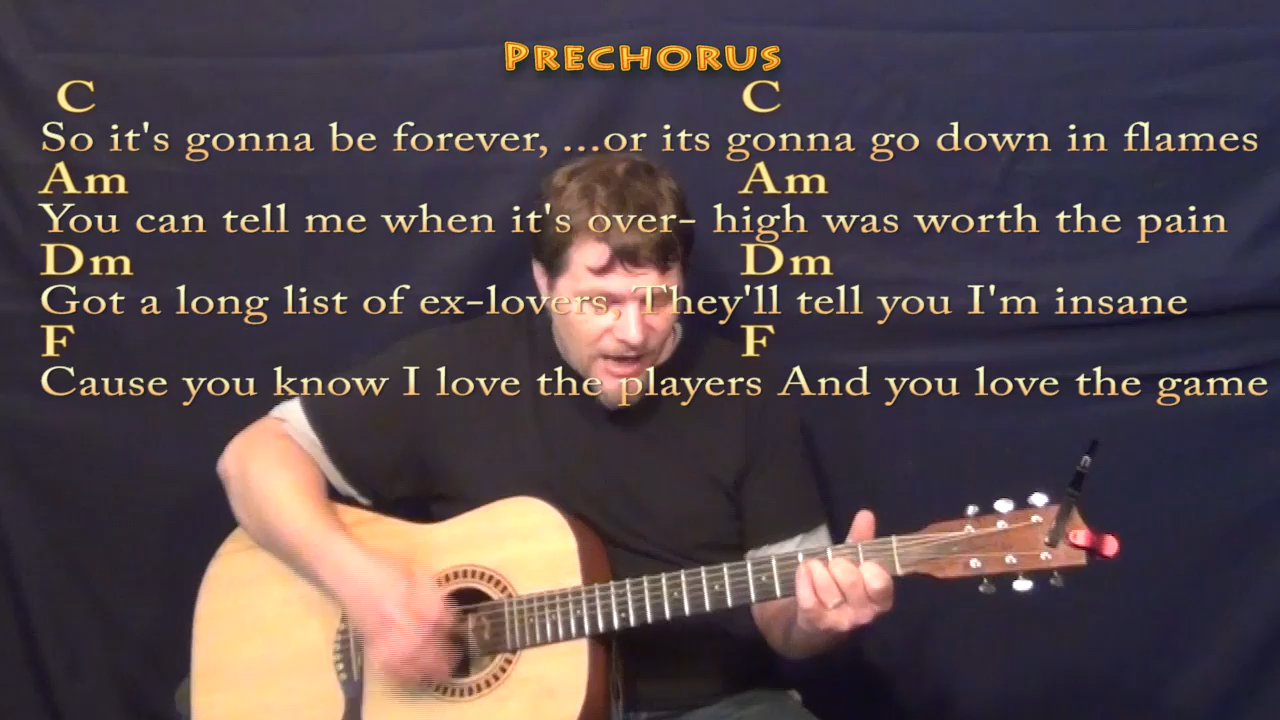 PRECHORUS
C C
So it's gonna be forever, ...or its gonna go down in flames
Am Am
You can tell me when it's over- high was worth the pain
Dm Dm
Got a long list of ex-lovers, They'll tell you I'm insane
F F
Cause you know I love the players And you love the game